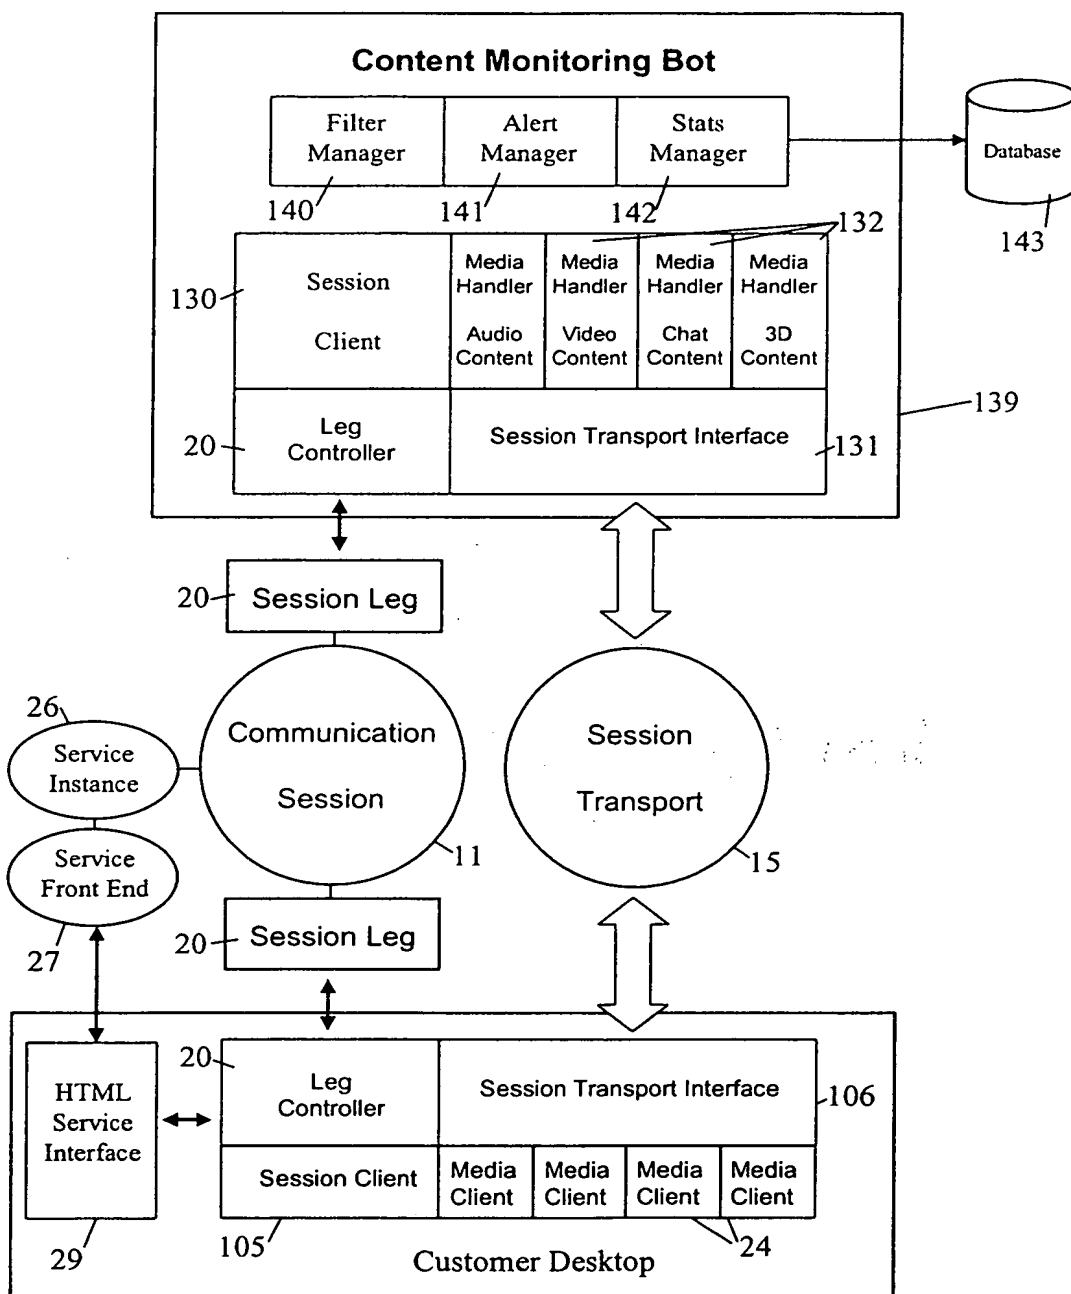 Content Monitoring Bot
Filter
Manager
Alert
Manager
Stats
Manager
Database
140
141
142
143
132
130
Session
Client
Media
Handler
Audio
Content
Media
Handler
Video
Content
Media
Handler
Chat
Content
Media
Handler
3D
Content
139
20
Leg
Controller
Session Transport Interface
131
20
Session Leg
26
Service
Instance
Communication
Session
11
Session
Transport
15
Service
Front End
27
20
Session Leg
HTML
Service
Interface
20
Leg
Controller
Session Transport Interface
106
Session Client
Media
Client
Media
Client
Media
Client
Media
Client
29
105
24
Customer Desktop